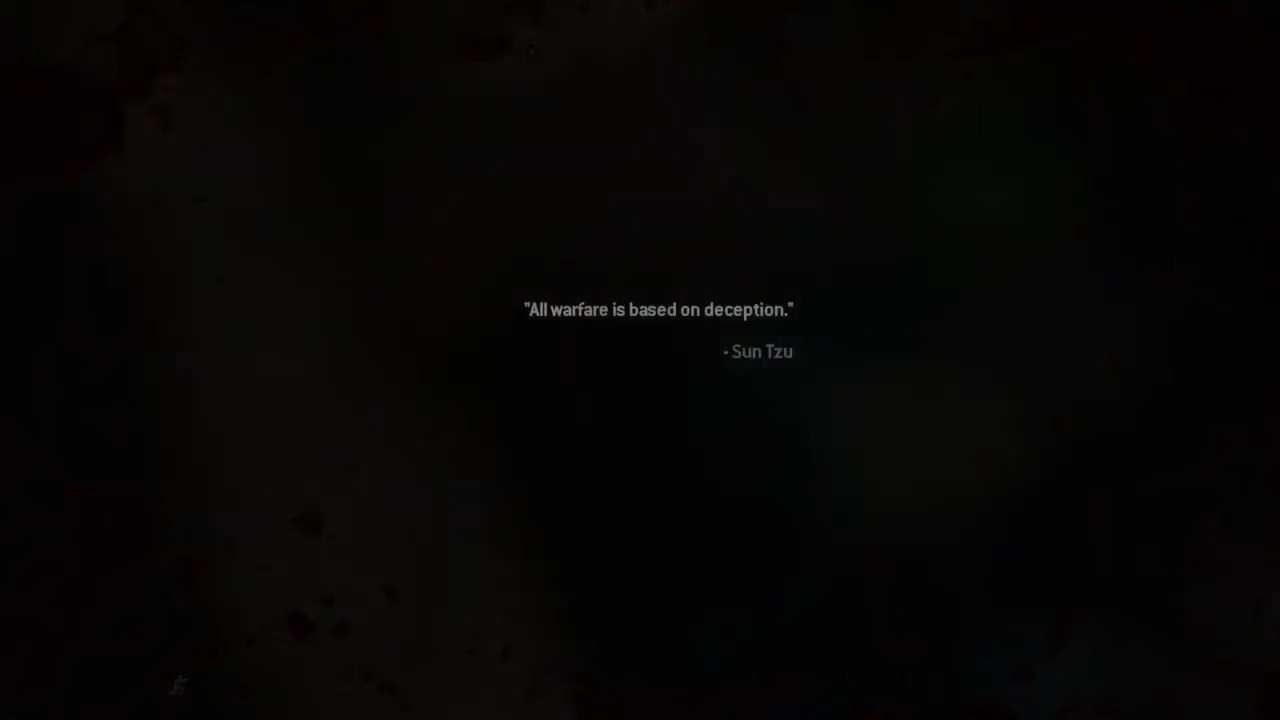 "All warfare is based on deception."
- Sun Tzu